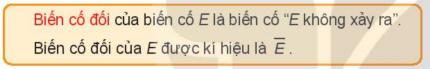 Biến cố đối của biến cố E là biến cố “E không xảy ra”.
Biến cố đối của E được kí hiệu là E̅ .